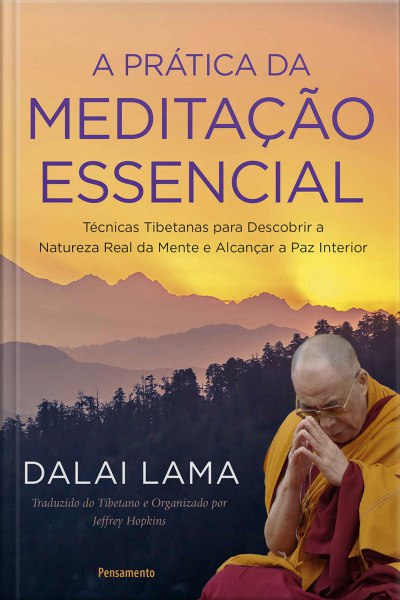 A PRÁTICA DA
MEDITAÇÃO
ESSENCIAL
Técnicas Tibetanas para Descobrir a
Natureza Real da Mente e Alcançar a Paz Interior
DALAI LAMA
Traduzido do Tibetano e Organizado por
Jeffrey Hopkins
Pensamento